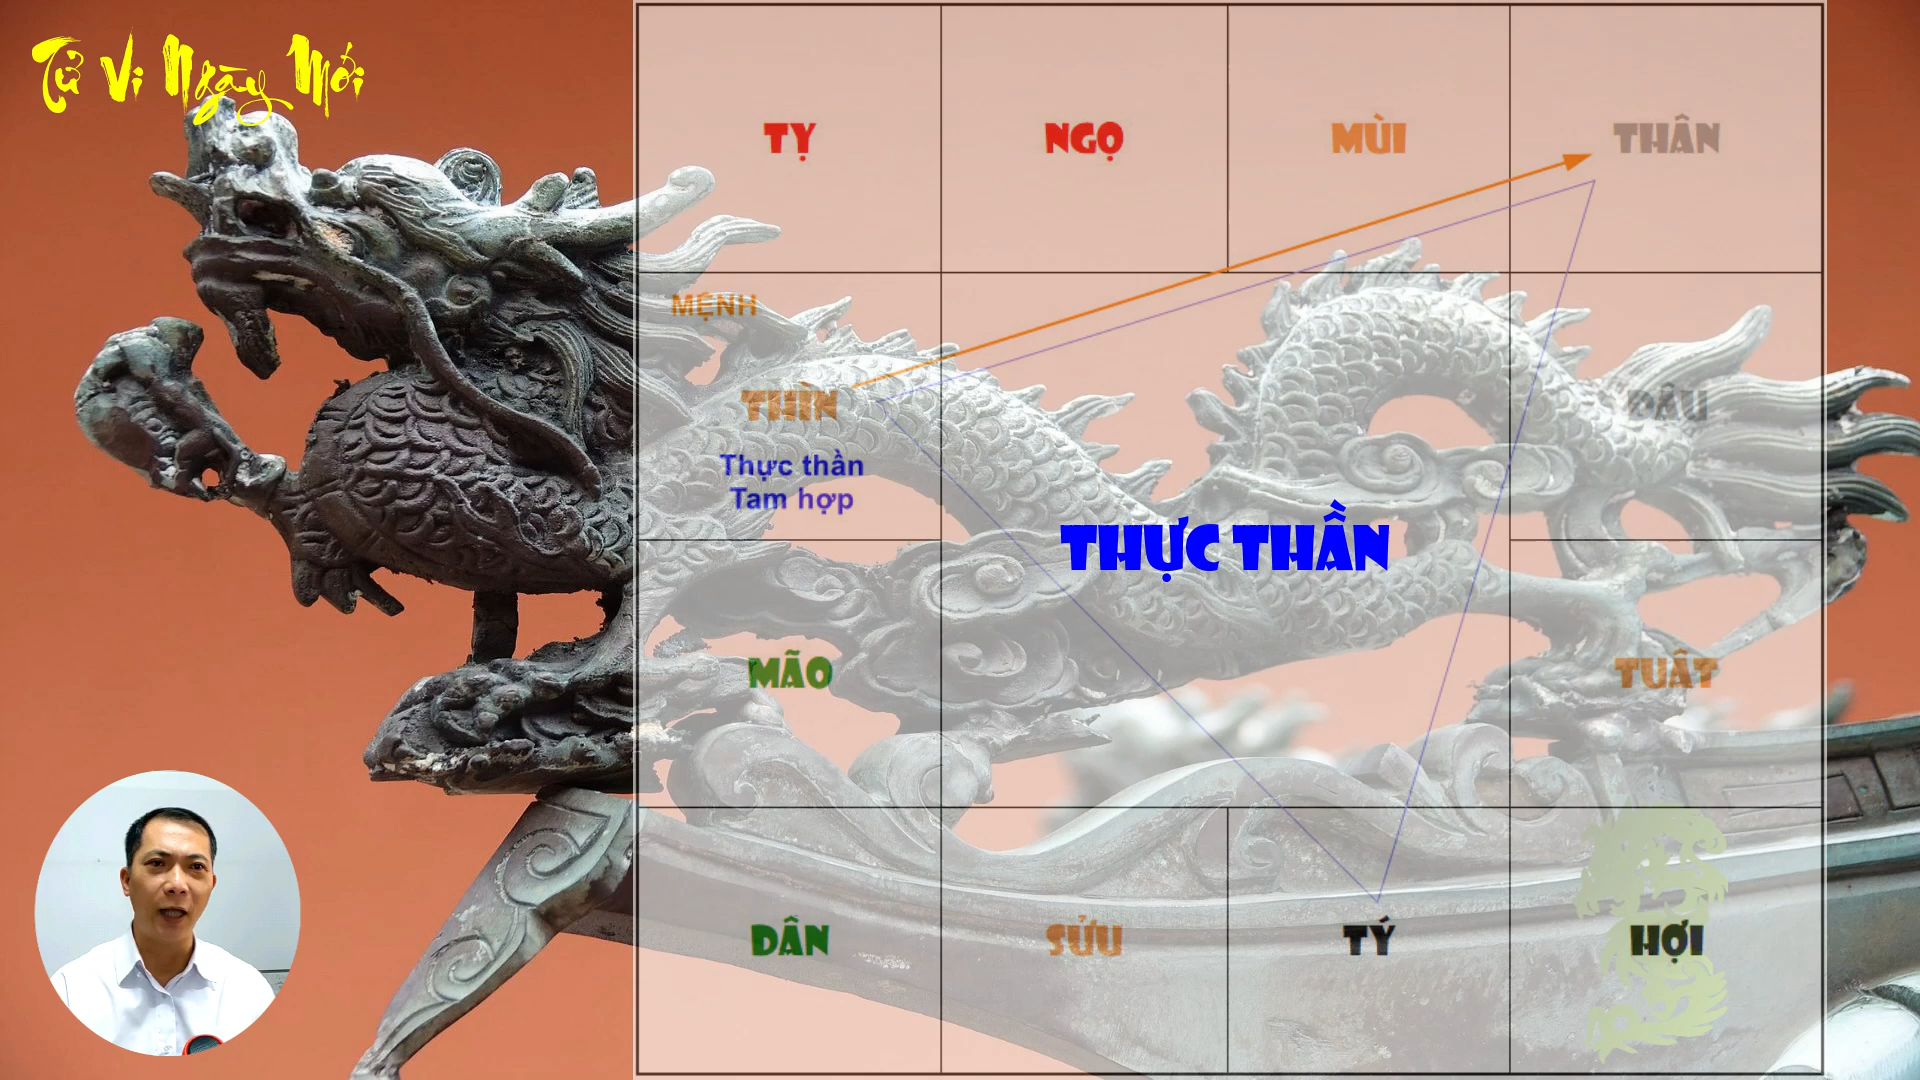 Tử Vi Ngày Mới
TỴ
NGỌ
MÙI
THÂN
MỆNH
THÌN
Thực thần
Tam hợp
DẬU
THỰC THẦN
MÃO
TUẤT
DẦN
SỬU
TÝ
HỢI